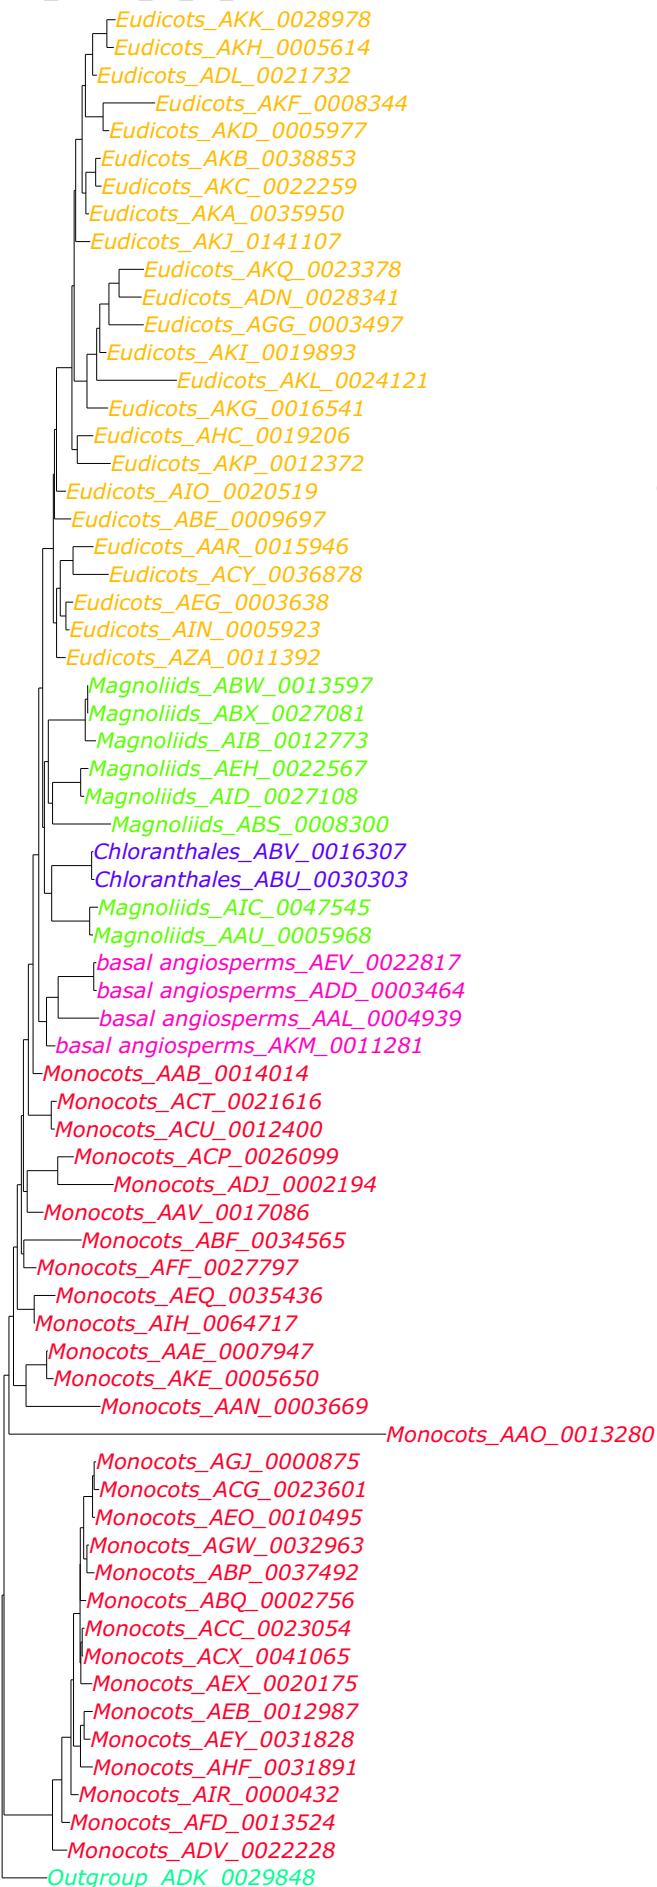 Eudicots_AKK_0028978
Eudicots_AKH_0005614
Eudicots_ADL_0021732
Eudicots_AKF_0008344
Eudicots_AKD_0005977
Eudicots_AKB_0038853
Eudicots_AKC_0022259
Eudicots_AKA_0035950
Eudicots_AKJ_0141107
Eudicots_AKQ_0023378
Eudicots_ADN_0028341
Eudicots_AGG_0003497
Eudicots_AKI_0019893
Eudicots_AKL_0024121
Eudicots_AKG_0016541
Eudicots_AHC_0019206
Eudicots_AKP_0012372
Eudicots_AIO_0020519
Eudicots_ABE_0009697
Eudicots_AAR_0015946
Eudicots_ACY_0036878
Eudicots_AEG_0003638
Eudicots_AIN_0005923
Eudicots_AZA_0011392
Magnoliids_ABW_0013597
Magnoliids_ABX_0027081
Magnoliids_AIB_0012773
Magnoliids_AEH_0022567
Magnoliids_AID_0027108
Magnoliids_ABS_0008300
Chloranthales_ABV_0016307
Chloranthales_ABU_0030303
Magnoliids_AIC_0047545
Magnoliids_AAU_0005968
basal angiosperms_AEV_0022817
basal angiosperms_ADD_0003464
basal angiosperms_AAL_0004939
basal angiosperms_AKM_0011281
Monocots_AAB_0014014
Monocots_ACT_0021616
Monocots_ACU_0012400
Monocots_ACP_0026099
Monocots_ADJ_0002194
Monocots_AAV_0017086
Monocots_ABF_0034565
Monocots_AFF_0027797
Monocots_AEQ_0035436
Monocots_AIH_0064717
Monocots_AAE_0007947
Monocots_AKE_0005650
Monocots_AAN_0003669
Monocots_AAO_0013280
Monocots_AGJ_0000875
Monocots_ACG_0023601
Monocots_AEO_0010495
Monocots_AGW_0032963
Monocots_ABP_0037492
Monocots_ABQ_0002756
Monocots_ACC_0023054
Monocots_ACX_0041065
Monocots_AEX_0020175
Monocots_AEB_0012987
Monocots_AEY_0031828
Monocots_AHF_0031891
Monocots_AIR_0000432
Monocots_AFD_0013524
Monocots_ADV_0022228
Outgroup_ADK_0029848